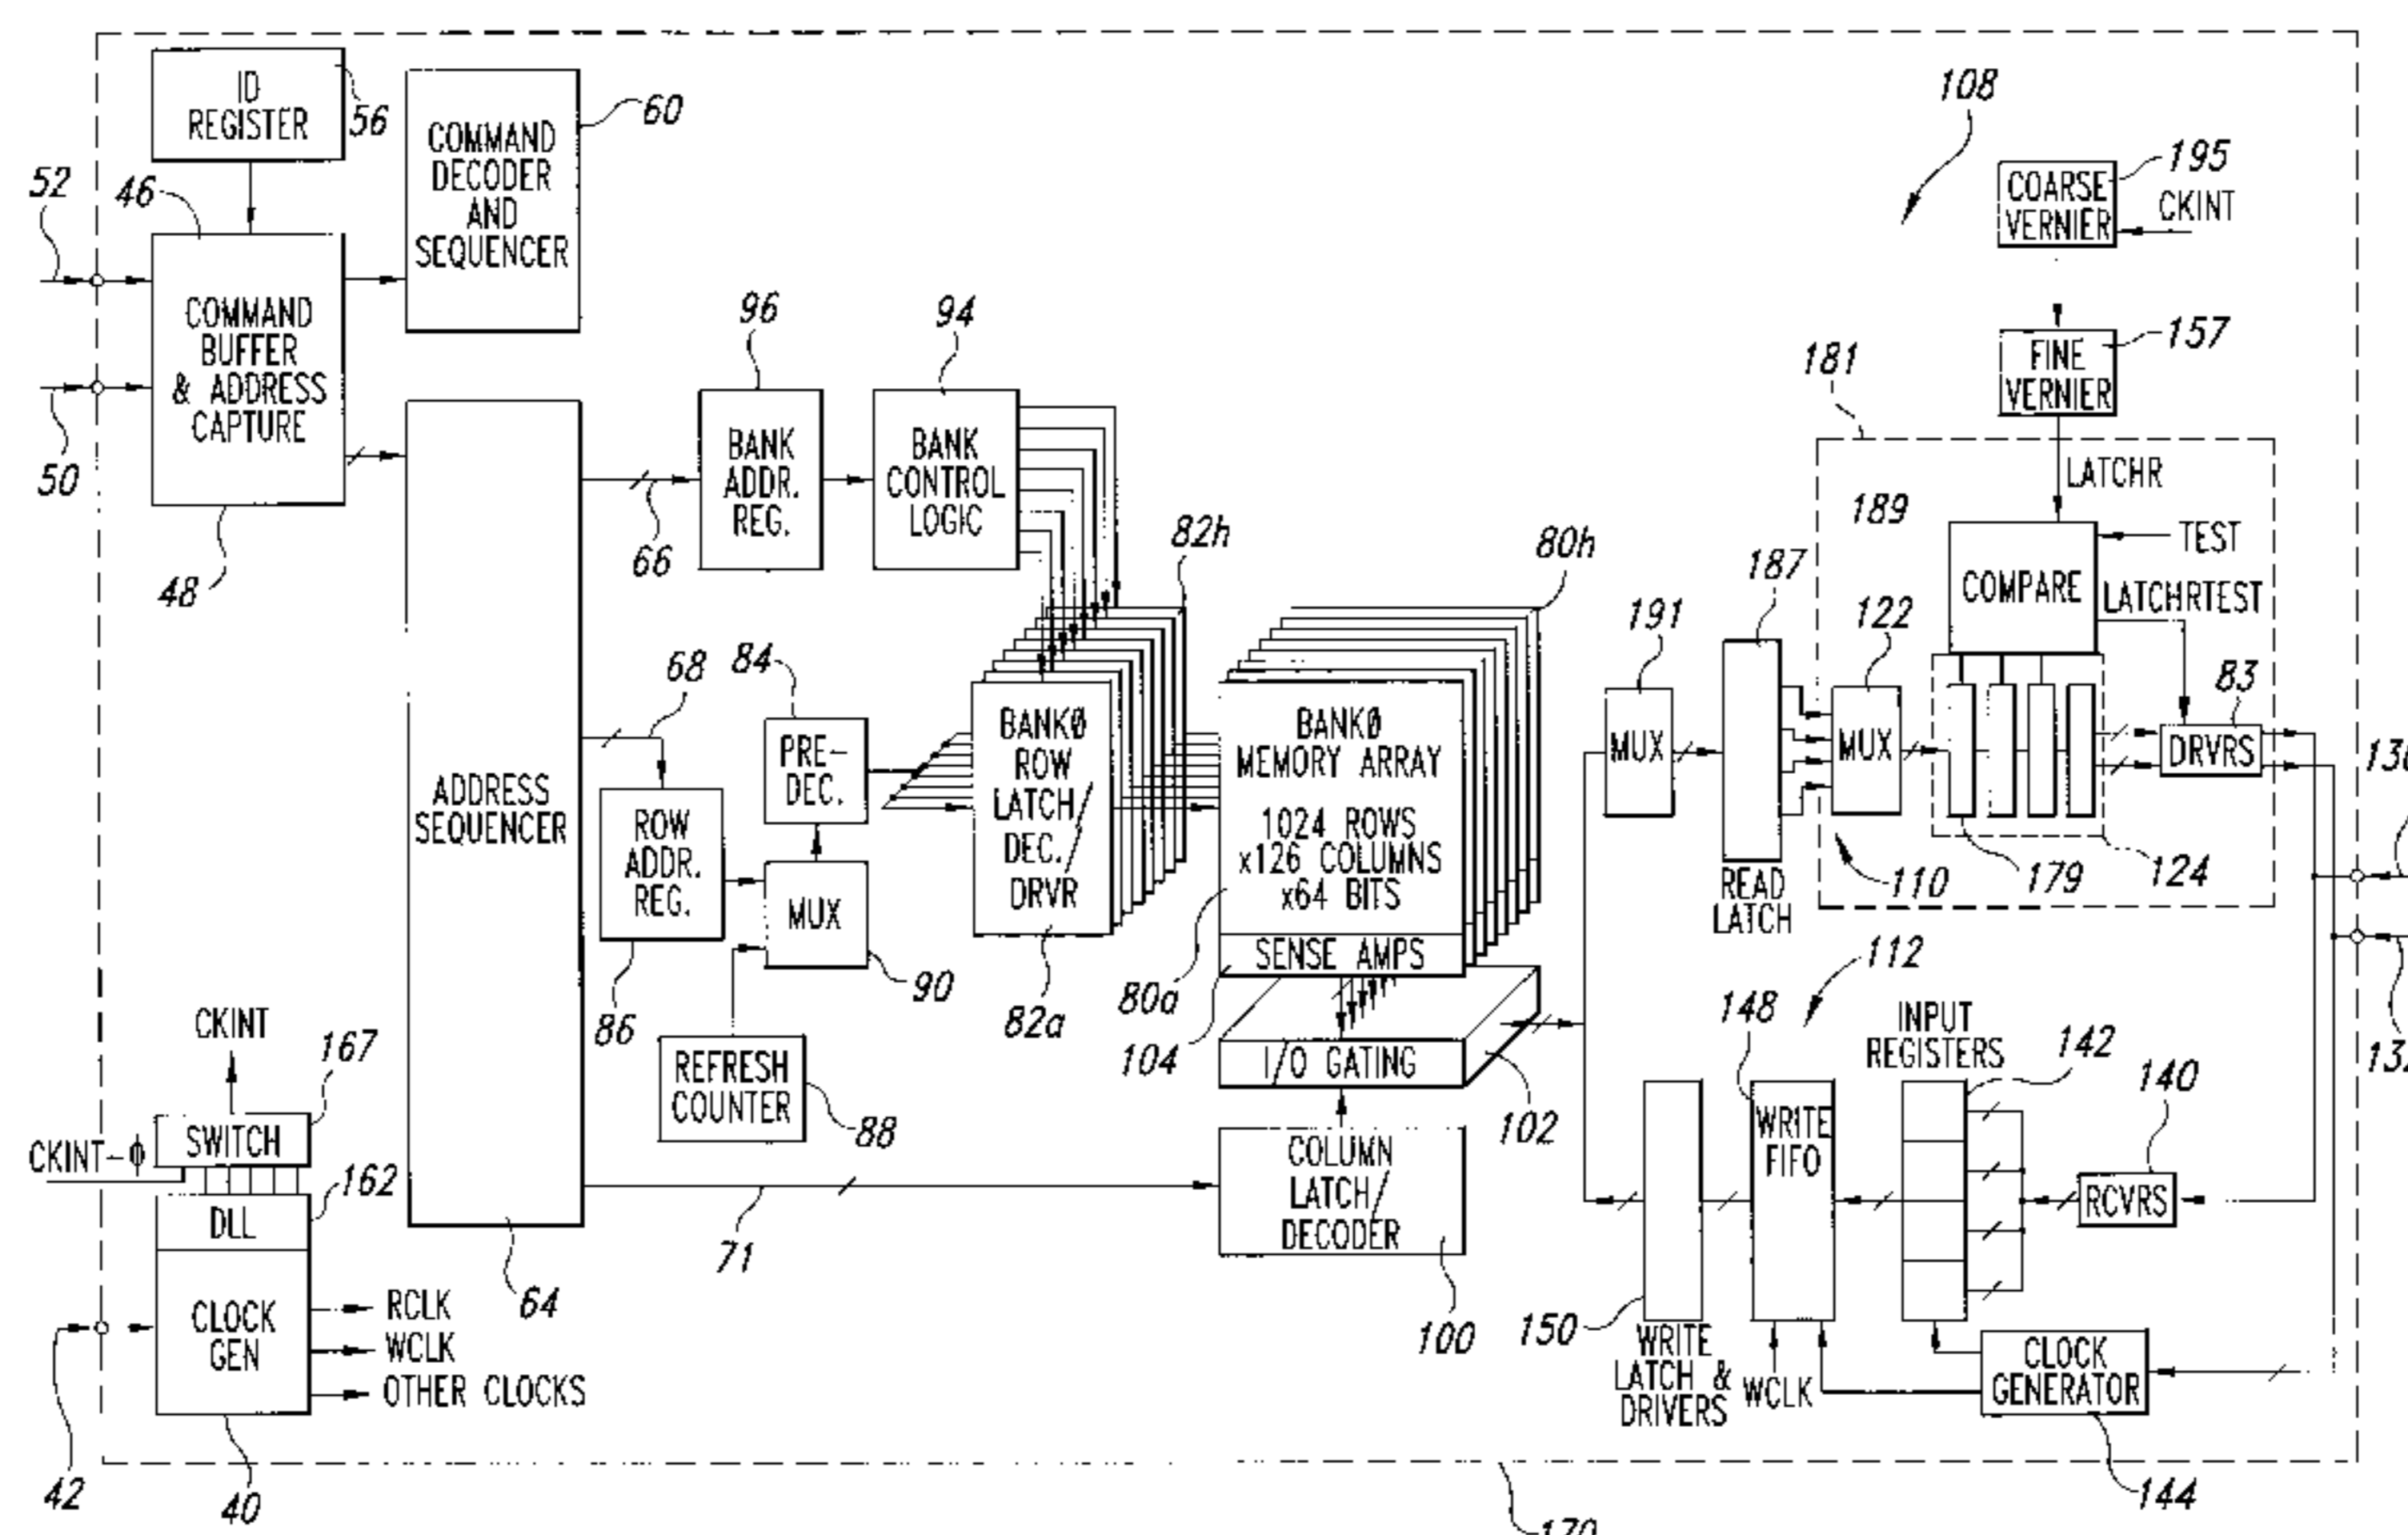 ID
REGISTER
56
COMMAND
DECODER
AND
SEQUENCER
60
52
46
COMMAND
BUFFER
& ADDRESS
CAPTURE
50
48
108
195
COARSE
VERNIER
CKINT
157
FINE
VERNIER
181
LATCHR
189
TEST
COMPARE
LATCHRTEST
96
94
BANK
ADDR.
REG.
BANK
CONTROL
LOGIC
66
82h
80h
187
191
122
83
68
84
ADDRESS
SEQUENCER
PRE-
DEC.
BANKØ
ROW
LATCH
DEC./
DRVR
BANKØ
MEMORY ARRAY
1024 ROWS
x126 COLUMNS
x64 BITS
SENSE AMPS
MUX
MUX
DRVRS
ROW
ADDR.
REG.
MUX
READ
LATCH
110
179
124
86
90
82a
80a
104
I/O GATING
102
148
112
INPUT
REGISTERS
142
140
CKINT
167
SWITCH
CKINT-ϕ
162
DLL
REFRESH
COUNTER
88
71
64
COLUMN
LATCH/
DECODER
100
WRITE
FIFO
RCVRS
CLOCK
GEN
RCLK
WCLK
OTHER CLOCKS
42
40
150
WRITE
LATCH &
DRIVERS
WCLK
CLOCK
GENERATOR
144
170